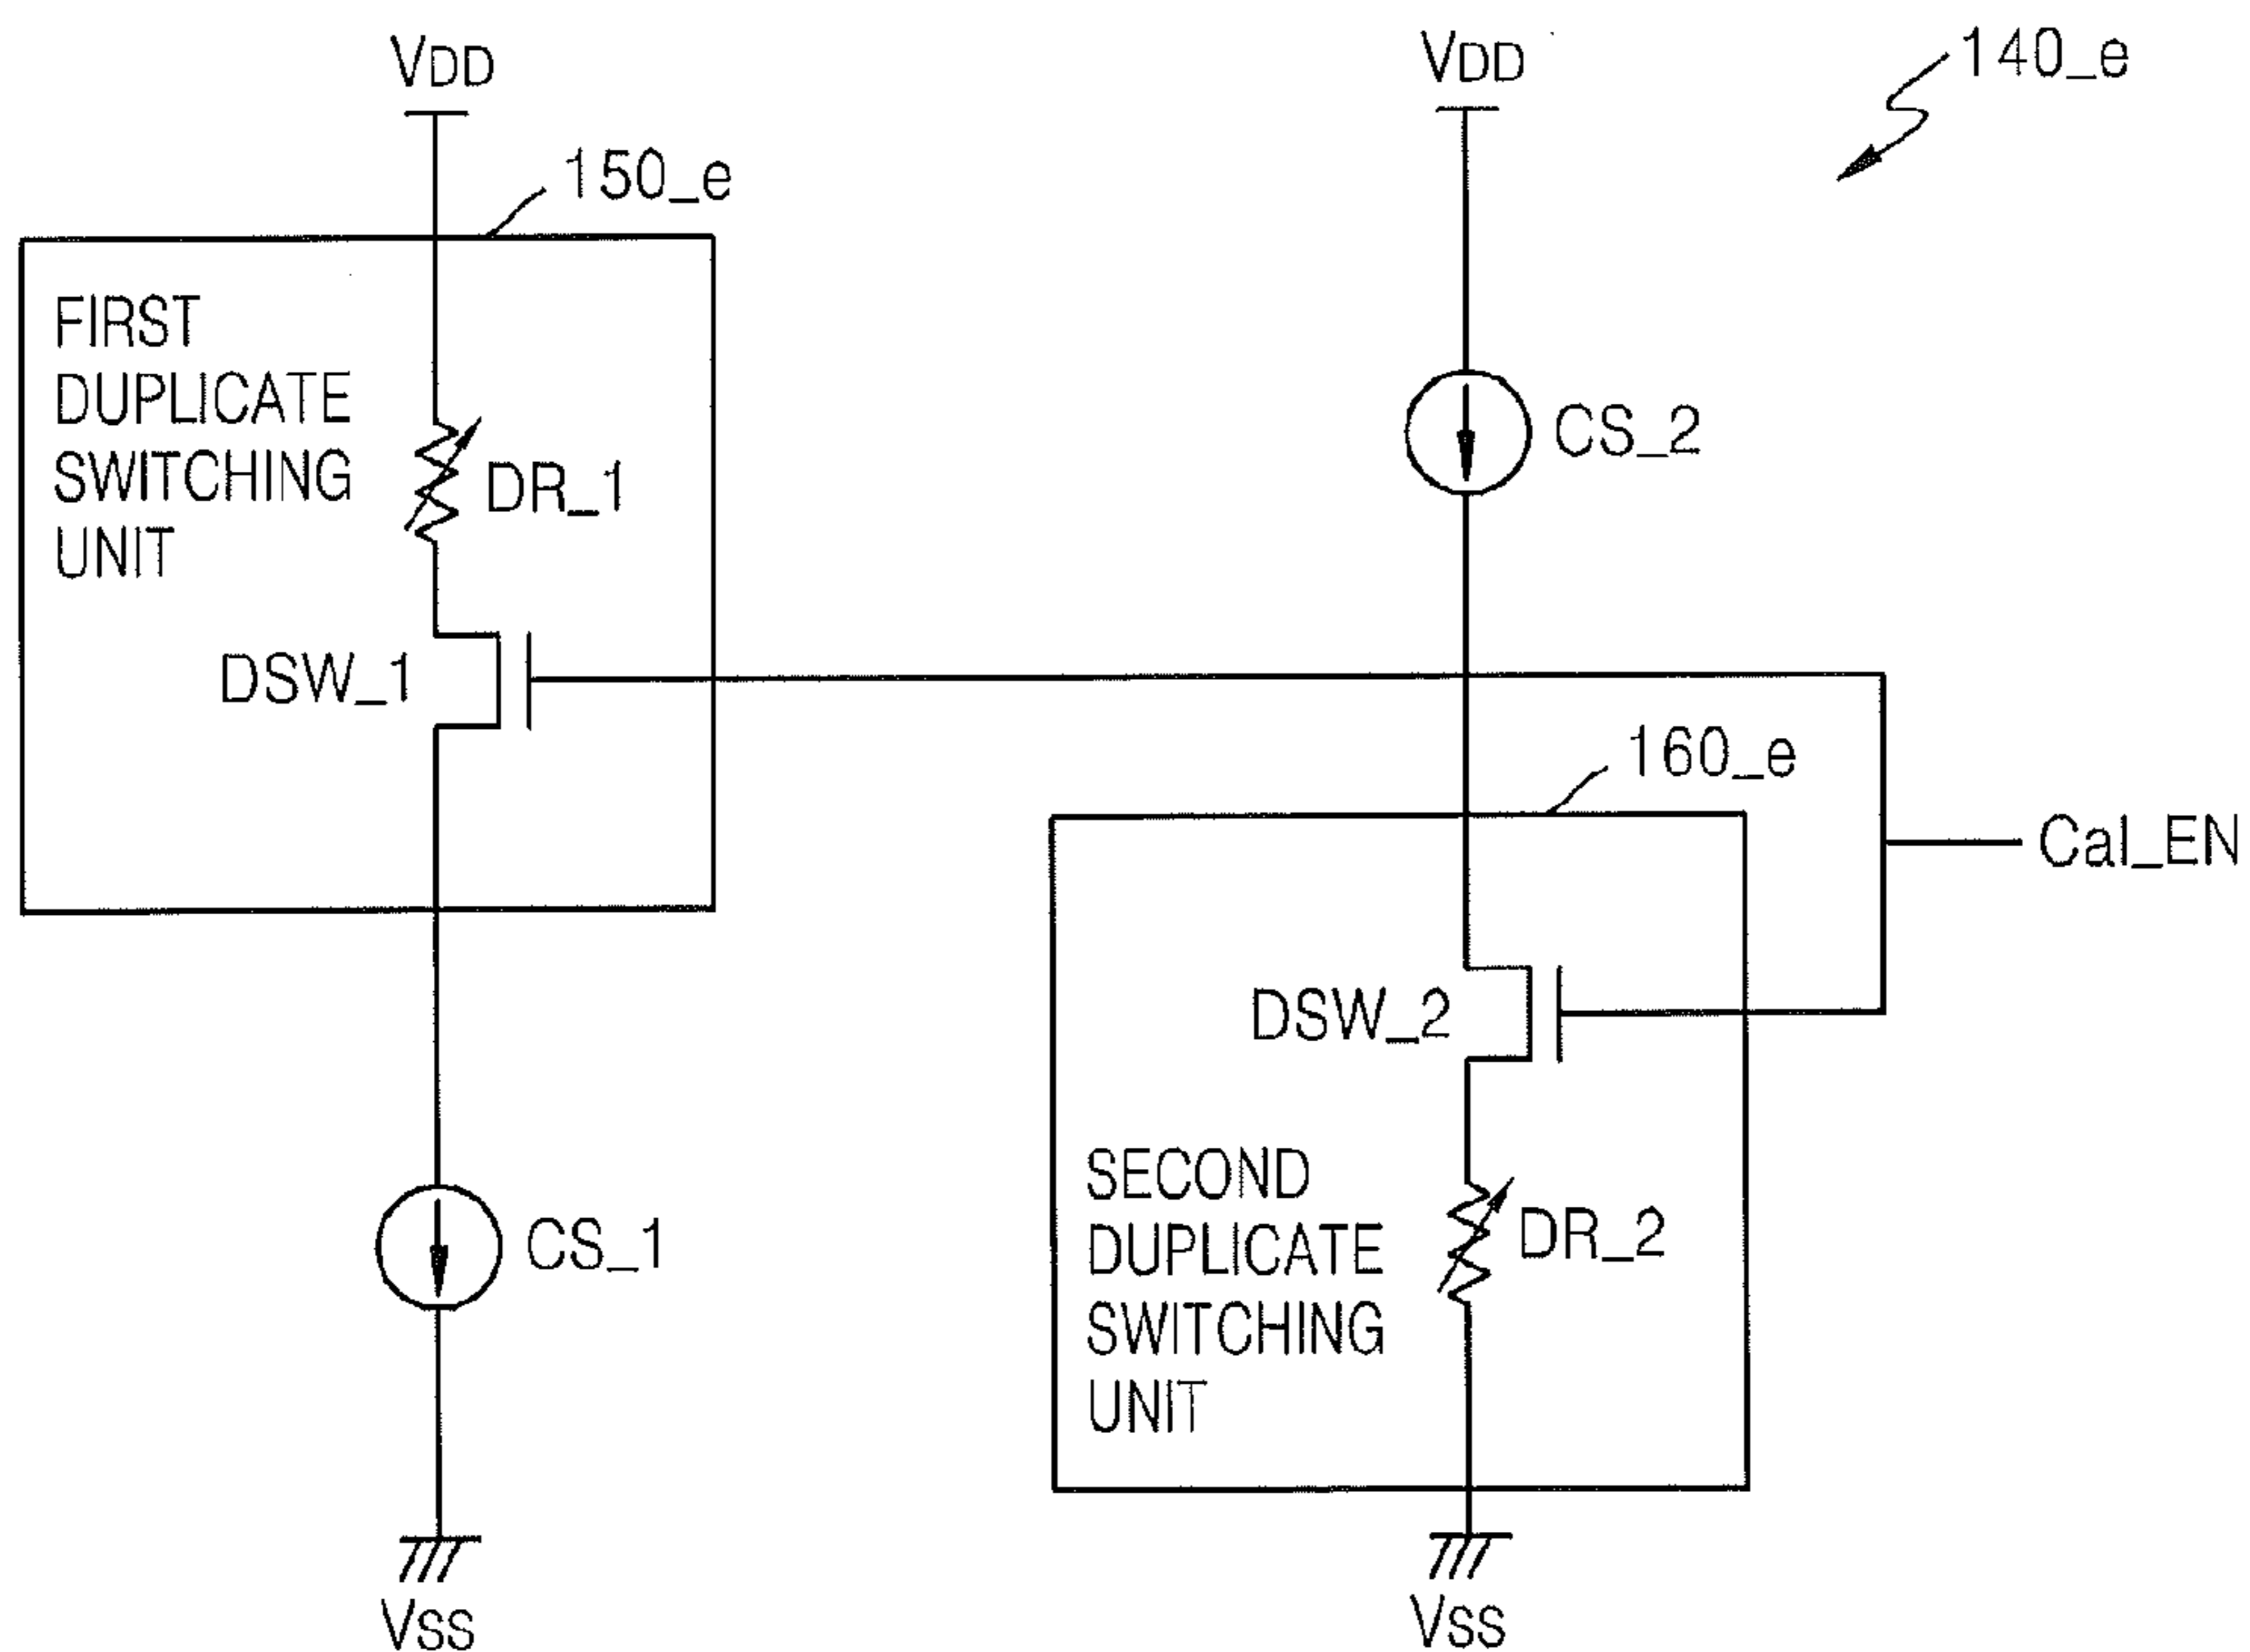 VDD
VDD
140_e
150_e
FIRST
DUPLICATE
SWITCHING
UNIT
DR_1
CS_2
DSW_1
160_e
Cal_EN
DSW_2
SECOND
DUPLICATE
SWITCHING
UNIT
DR_2
CS_1
VSS
VSS